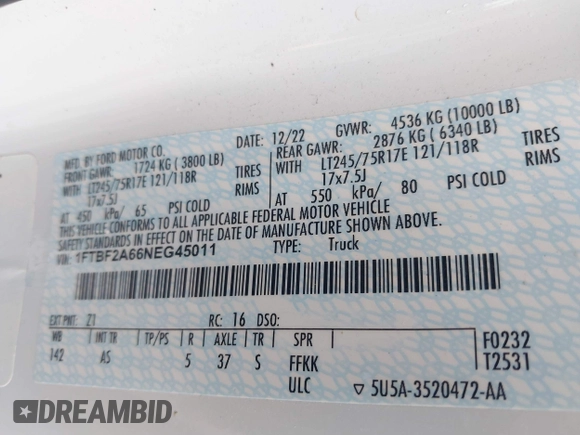 MFD. BY FORD MOTOR CO.
DATE: 12/22 GVWR: 4536 KG (10000 LB)
FRONT GAWR: 1724 KG (3800 LB)
REAR GAWR: 2876 KG (6340 LB)
WITH LT245/75R17E 121/118R TIRES
WITH LT245/75R17E 121/118R TIRES
17x7.5J RIMS
17x7.5J RIMS
AT 450 kPa/ 65 PSI COLD
AT 550 kPa/ 80 PSI COLD
THIS VEHICLE CONFORMS TO ALL APPLICABLE FEDERAL MOTOR VEHICLE
SAFETY STANDARDS IN EFFECT ON THE DATE OF MANUFACTURE SHOWN ABOVE.
VIN: 1FTBF2A66NEG45011 TYPE: Truck
EXT PNT: Z1 RC: 16 DSO:
WB INT TR TP/PS R AXLE TR SPR F0232
142 AS 5 37 S FFKK T2531
ULC ▽ 5U5A-3520472-AA
DREAMBID